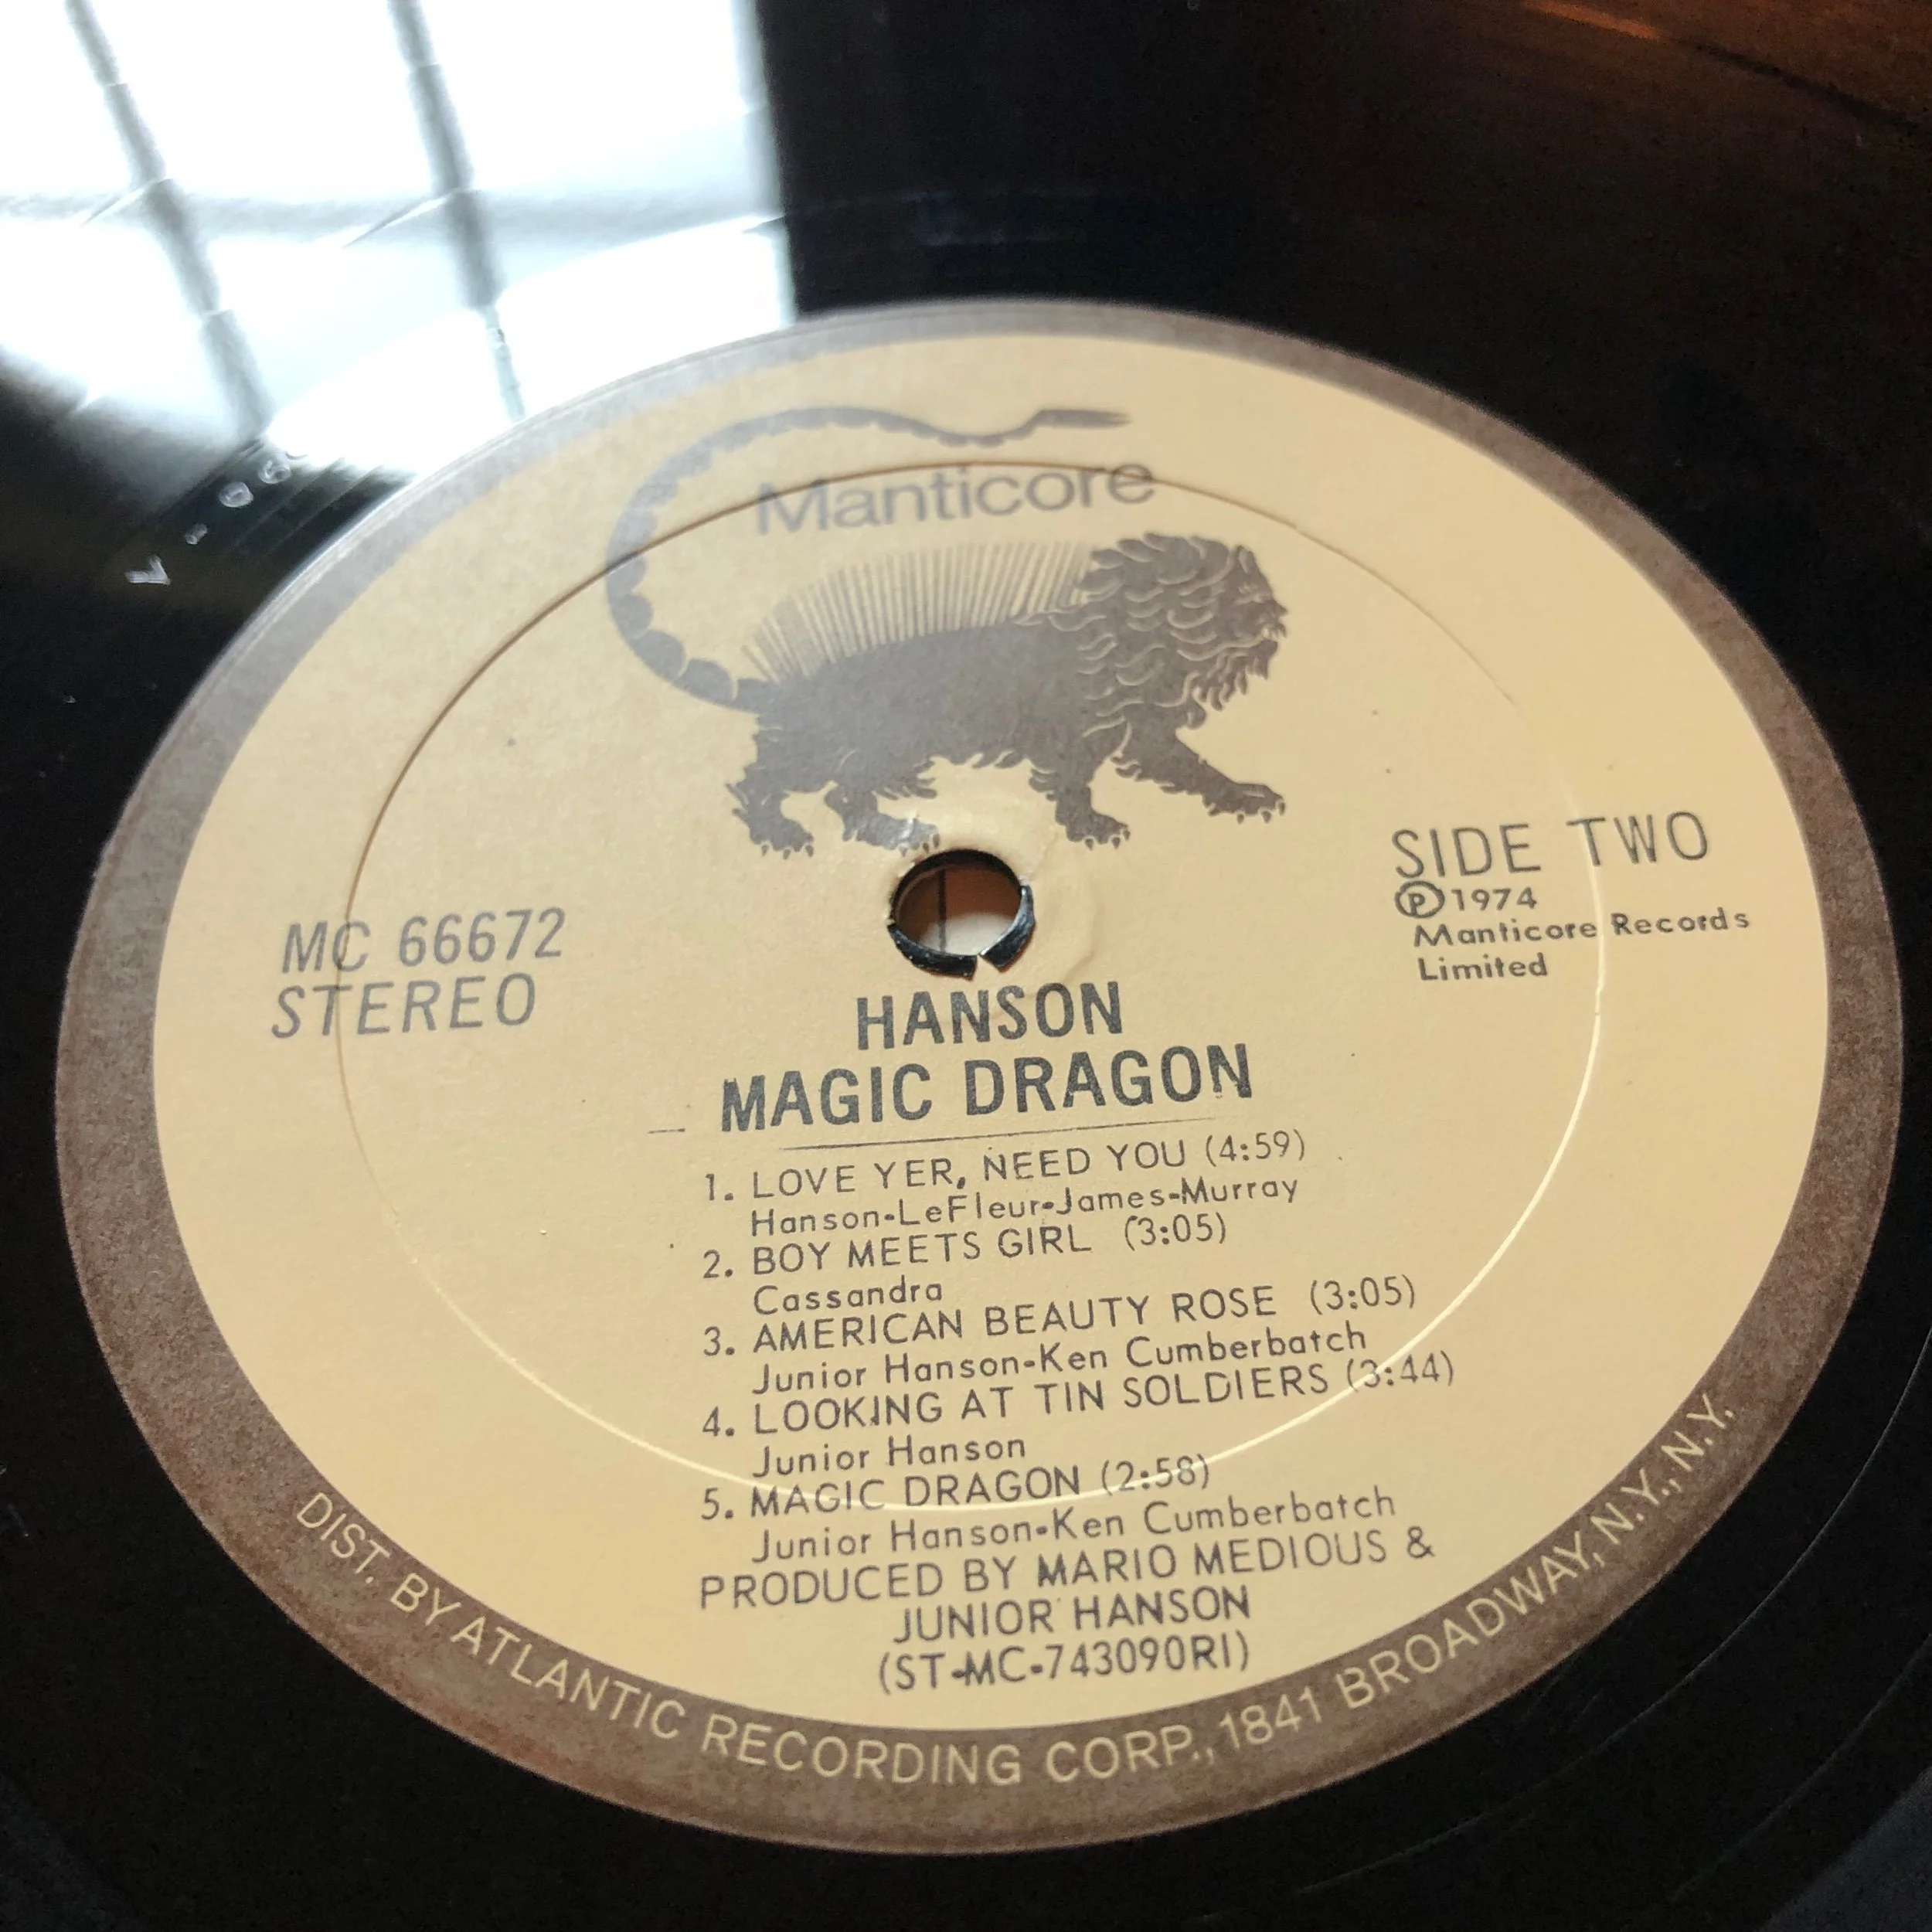 Manticore
MC 66672
STEREO
SIDE TWO
Ⓟ1974
Manticore Records
Limited
HANSON
MAGIC DRAGON
1. LOVE YER, NEED YOU (4:59)
Hanson-LeFleur-James-Murray
2. BOY MEETS GIRL (3:05)
Cassandra
3. AMERICAN BEAUTY ROSE (3:05)
Junior Hanson-Ken Cumberbatch
4. LOOKING AT TIN SOLDIERS (3:44)
Junior Hanson
5. MAGIC DRAGON (2:58)
Junior Hanson-Ken Cumberbatch
PRODUCED BY MARIO MEDIOUS &
JUNIOR HANSON
(ST-MC-743090RI)
DIST. BY ATLANTIC RECORDING CORP., 1841 BROADWAY, N.Y., N.Y.